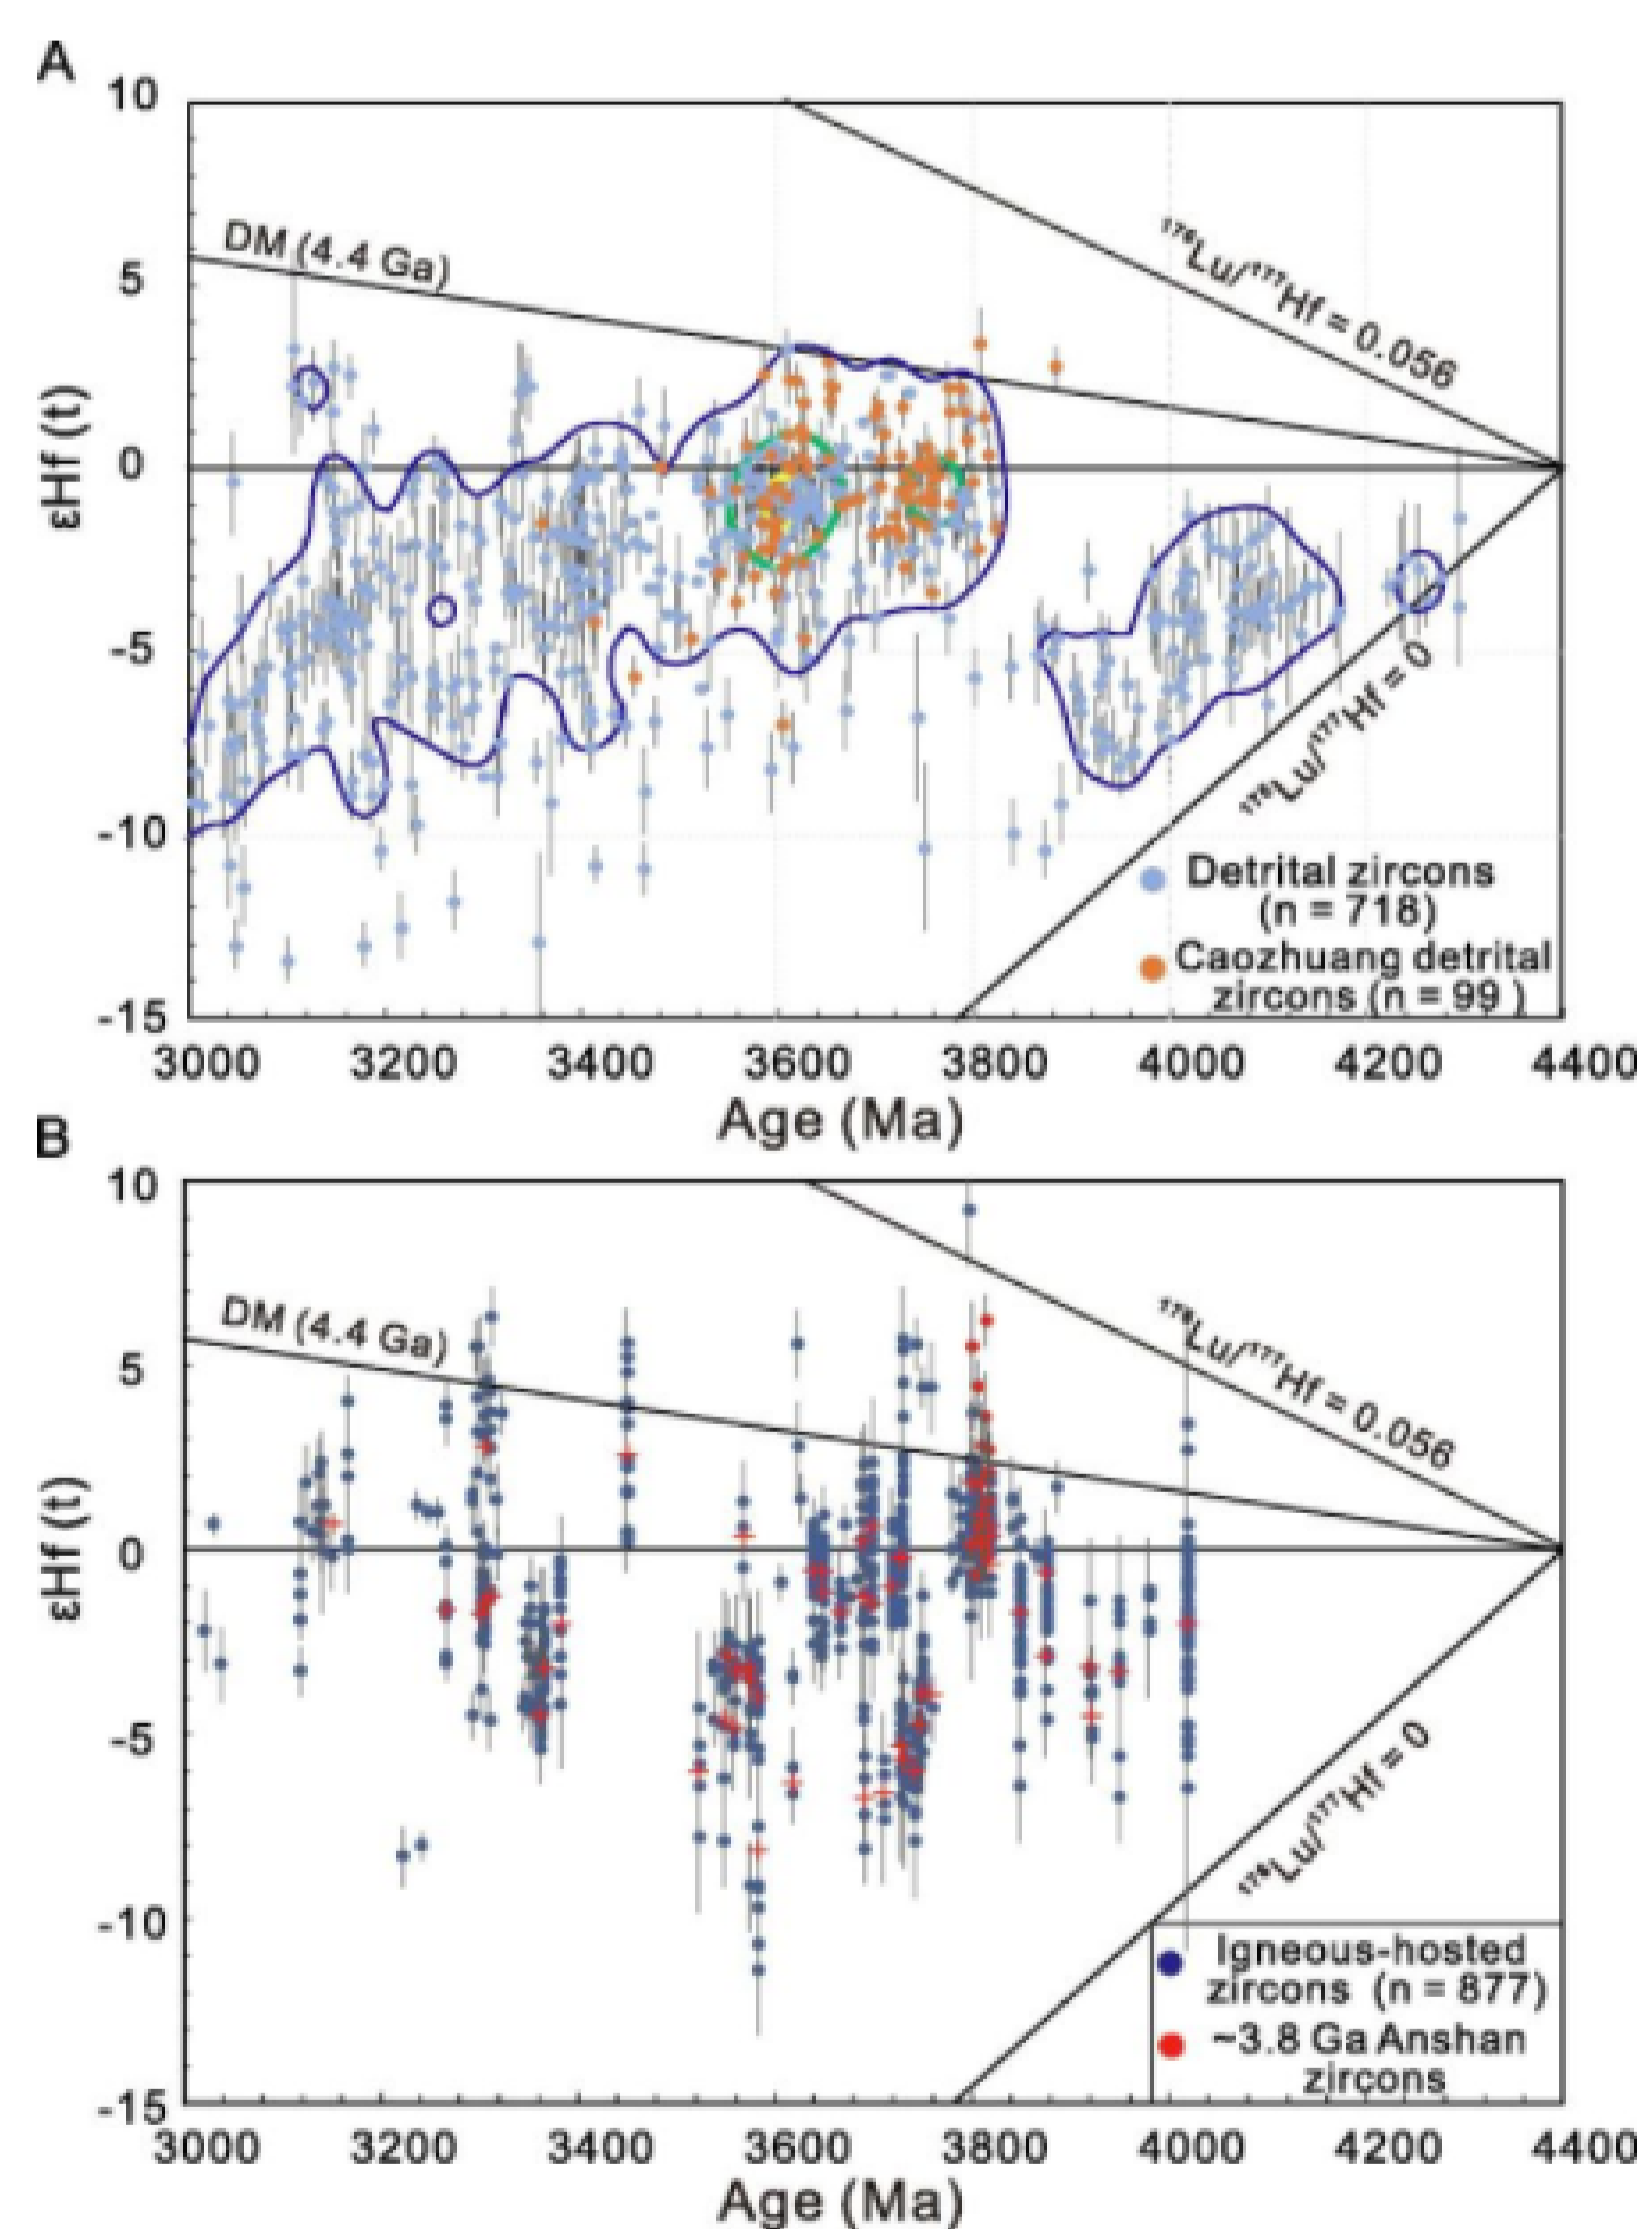 A
10
5
0
-5
-10
-15
εHf (t)
DM (4.4 Ga)
¹⁷⁶Lu/¹⁷⁷Hf = 0.056
¹⁷⁶Lu/¹⁷⁷Hf = 0
Detrital zircons
(n = 718)
Caozhuang detrital
zircons (n = 99 )
3000 3200 3400 3600 3800 4000 4200 4400
Age (Ma)
B
10
5
0
-5
-10
-15
εHf (t)
DM (4.4 Ga)
¹⁷⁶Lu/¹⁷⁷Hf = 0.056
¹⁷⁶Lu/¹⁷⁷Hf = 0
Igneous-hosted
zircons (n = 877)
~3.8 Ga Anshan
zircons
3000 3200 3400 3600 3800 4000 4200 4400
Age (Ma)